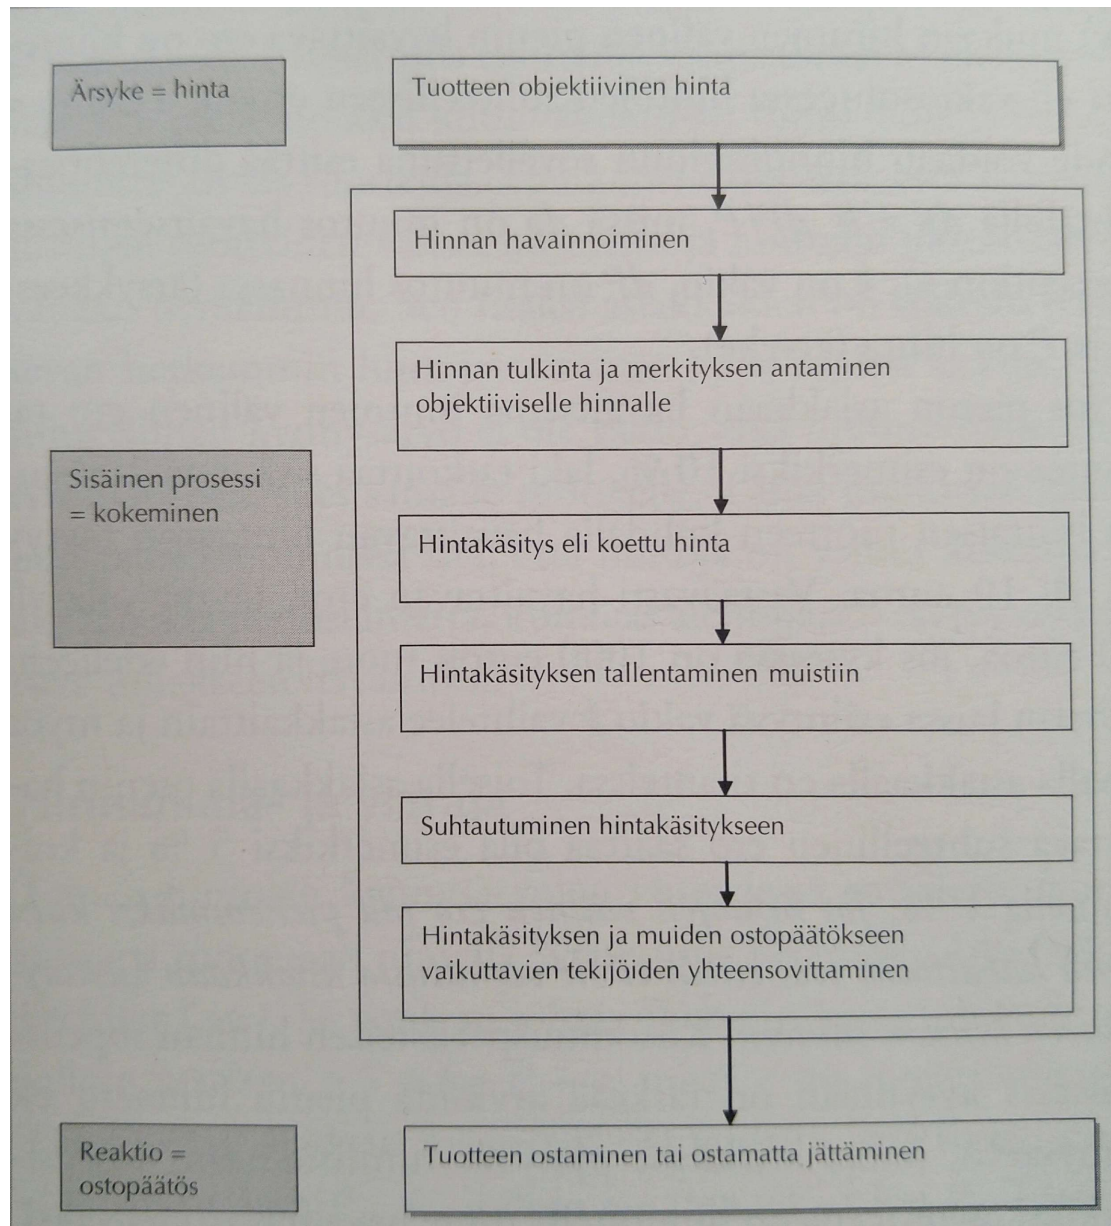 Ärsyke = hinta
Tuotteen objektiivinen hinta
Hinnan havainnoiminen
Hinnan tulkinta ja merkityksen antaminen
objektiiviselle hinnalle
Sisäinen prosessi
= kokeminen
Hintakäsitys eli koettu hinta
Hintakäsityksen tallentaminen muistiin
Suhtautuminen hintakäsitykseen
Hintakäsityksen ja muiden ostopäätökseen
vaikuttavien tekijöiden yhteensovittaminen
Reaktio =
ostopäätös
Tuotteen ostaminen tai ostamatta jättäminen